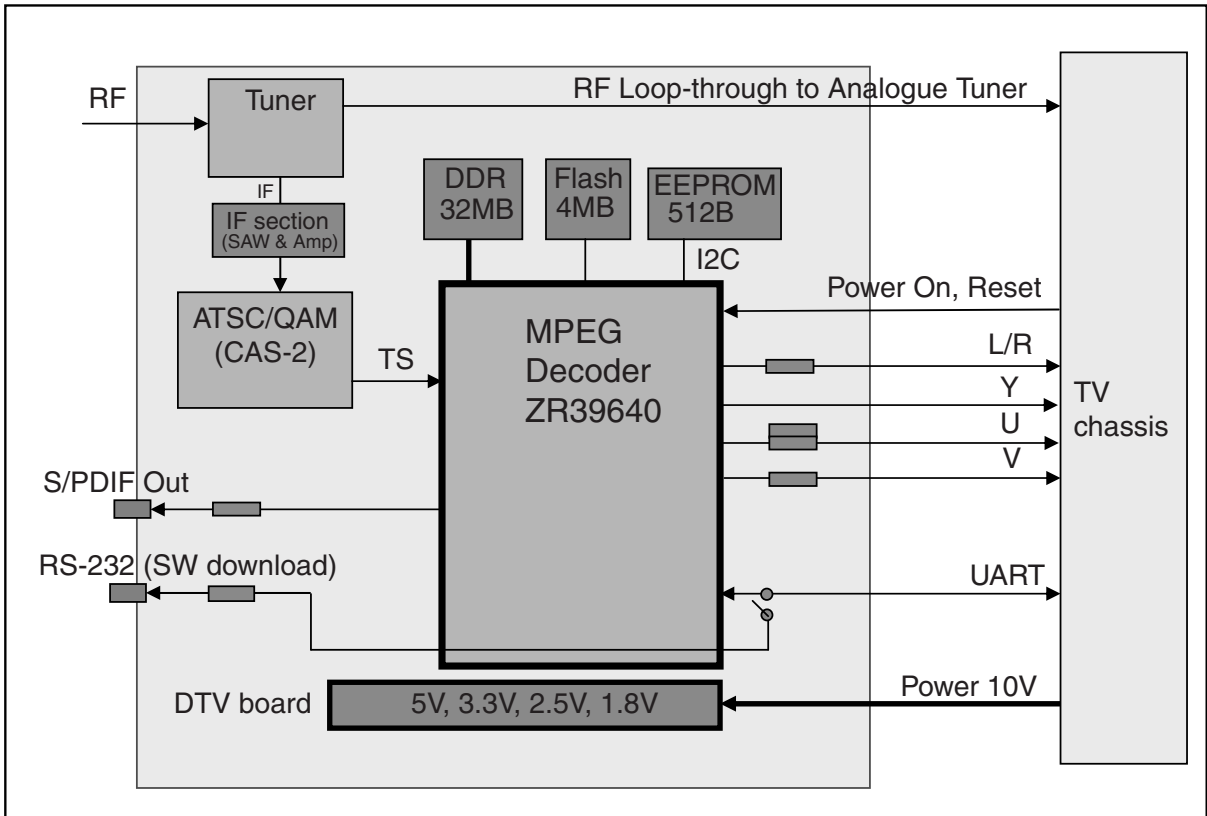 RF
Tuner
RF Loop-through to Analogue Tuner
IF
IF section
(SAW & Amp)
DDR
32MB
Flash
4MB
EEPROM
512B
I2C
ATSC/QAM
(CAS-2)
TS
MPEG
Decoder
ZR39640
Power On, Reset
L/R
Y
U
V
TV
chassis
S/PDIF Out
RS-232 (SW download)
UART
Power 10V
DTV board
5V, 3.3V, 2.5V, 1.8V